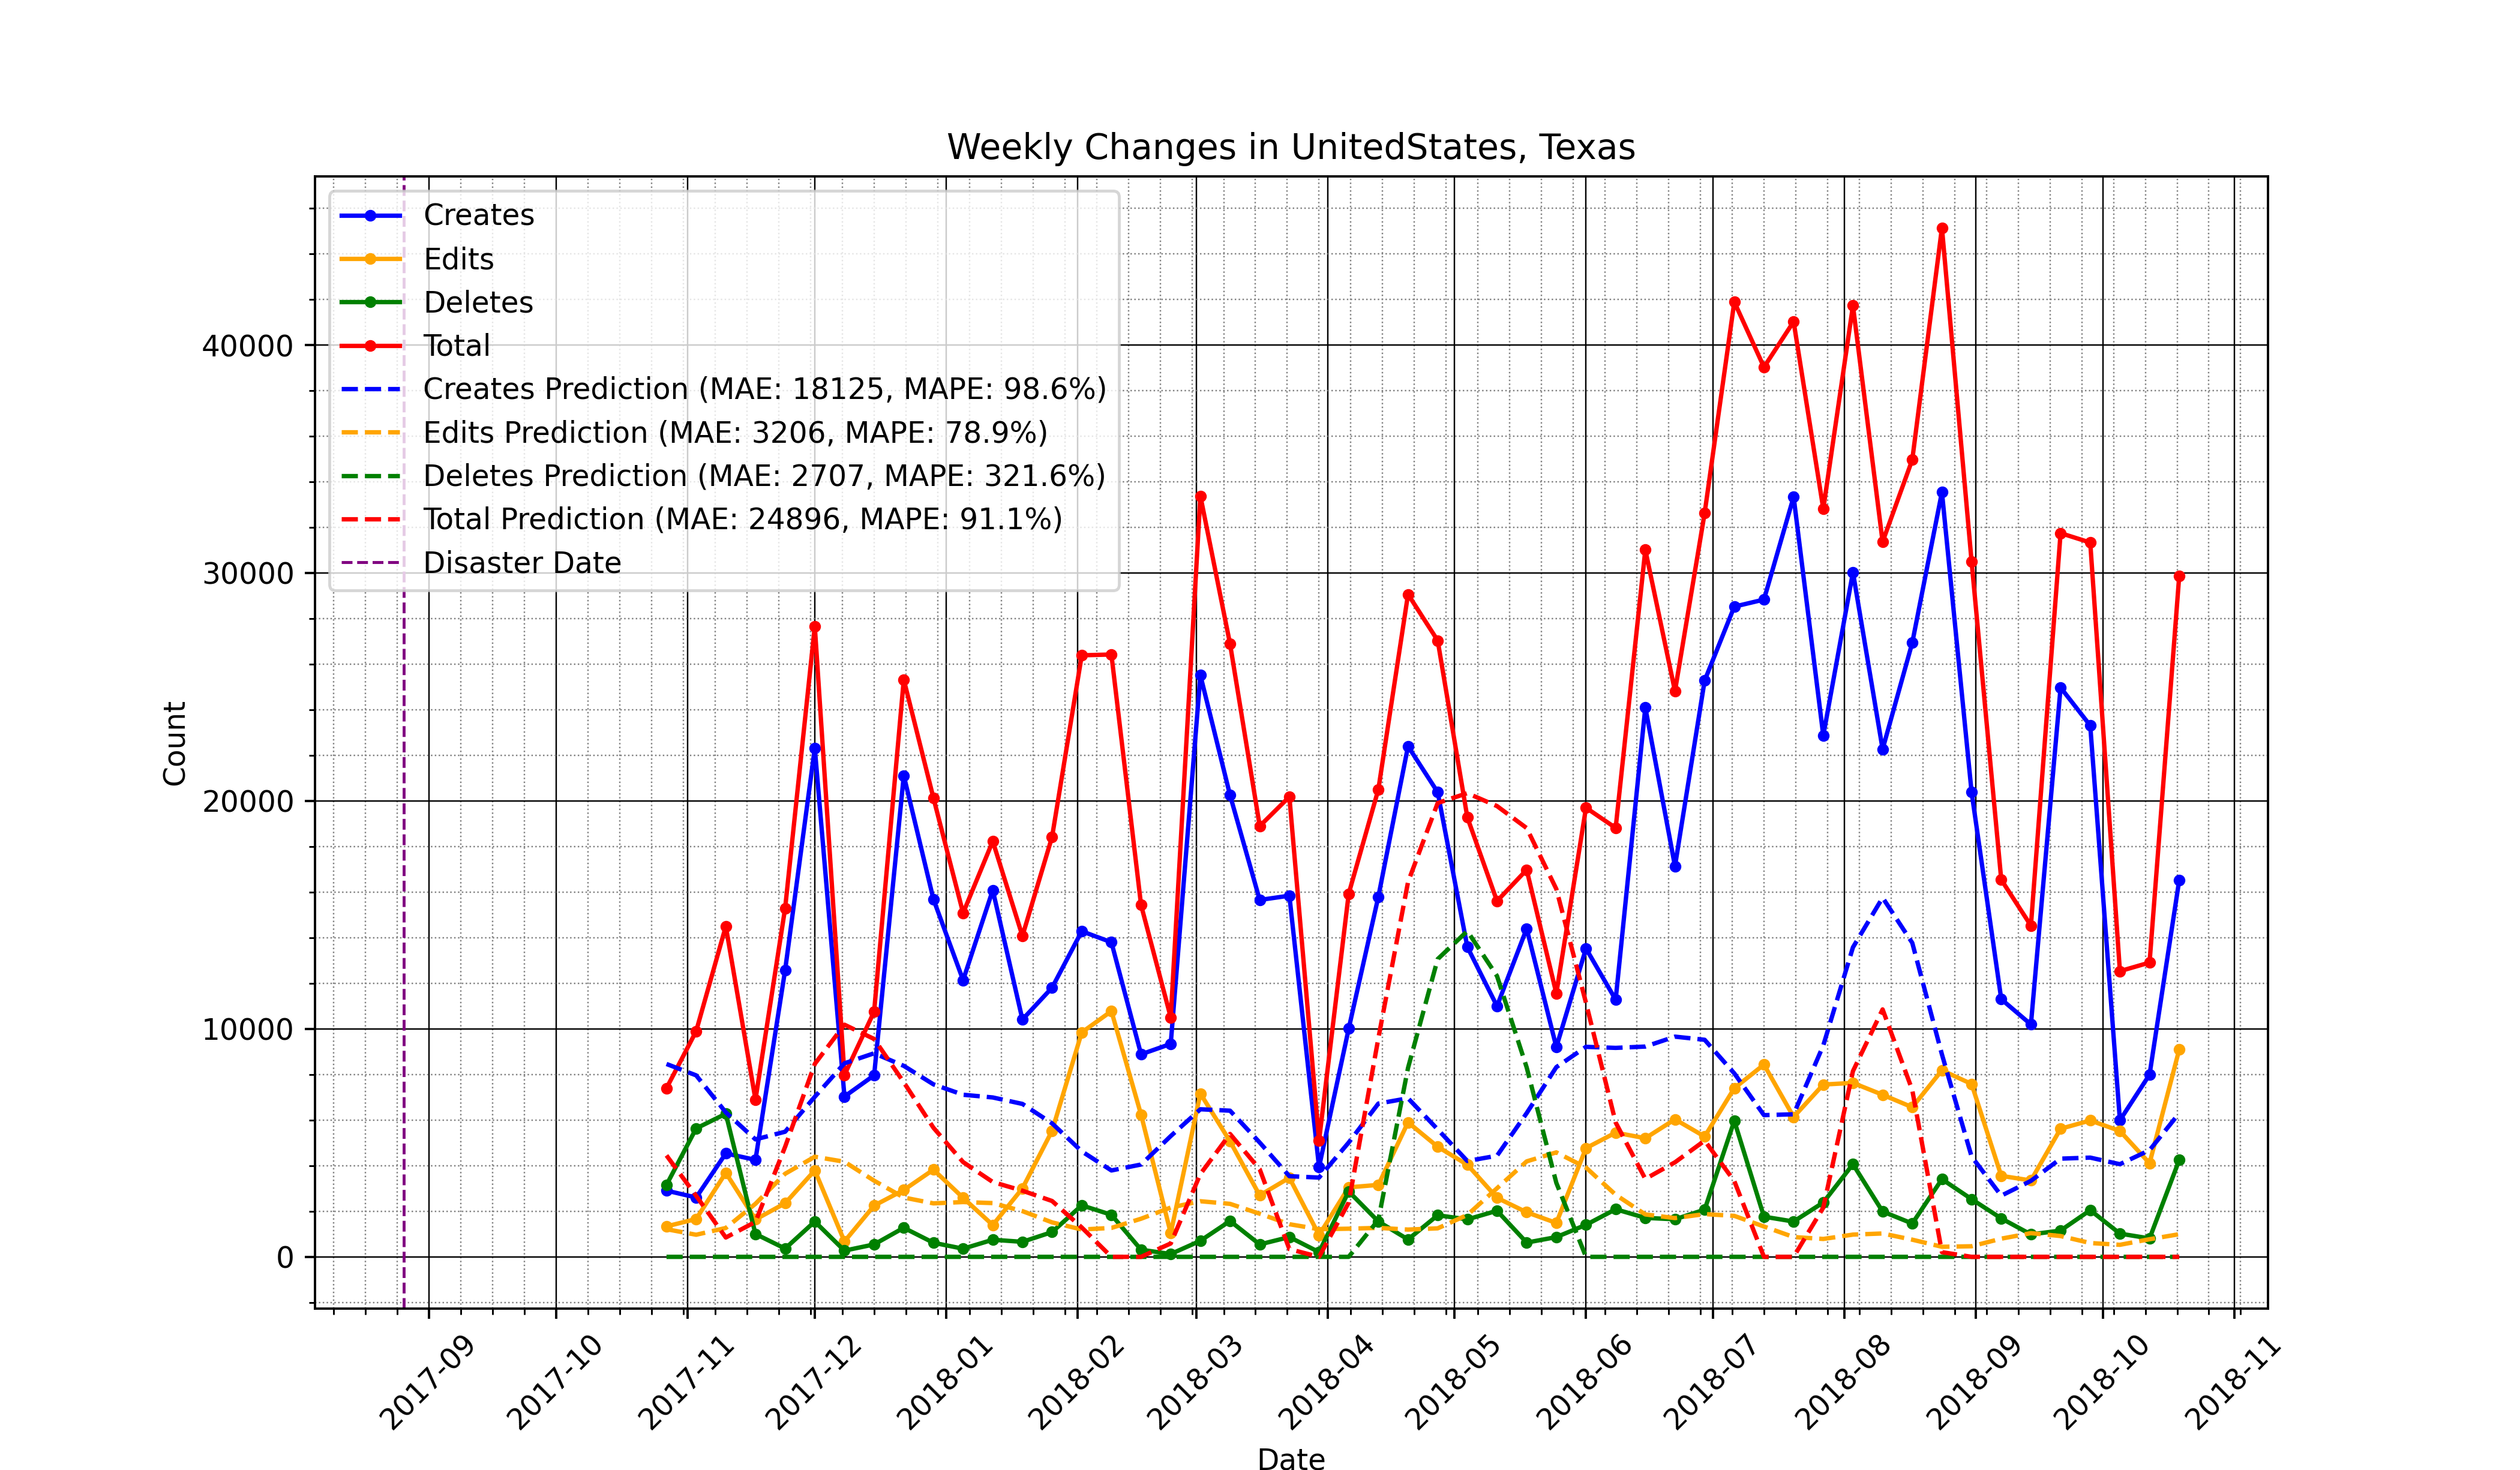 Weekly Changes in UnitedStates, Texas
Creates
Edits
Deletes
Total
Creates Prediction (MAE: 18125, MAPE: 98.6%)
Edits Prediction (MAE: 3206, MAPE: 78.9%)
Deletes Prediction (MAE: 2707, MAPE: 321.6%)
Total Prediction (MAE: 24896, MAPE: 91.1%)
Disaster Date
Count
40000
30000
20000
10000
0
2017-09
2017-10
2017-11
2017-12
2018-01
2018-02
2018-03
2018-04
2018-05
2018-06
2018-07
2018-08
2018-09
2018-10
2018-11
Date